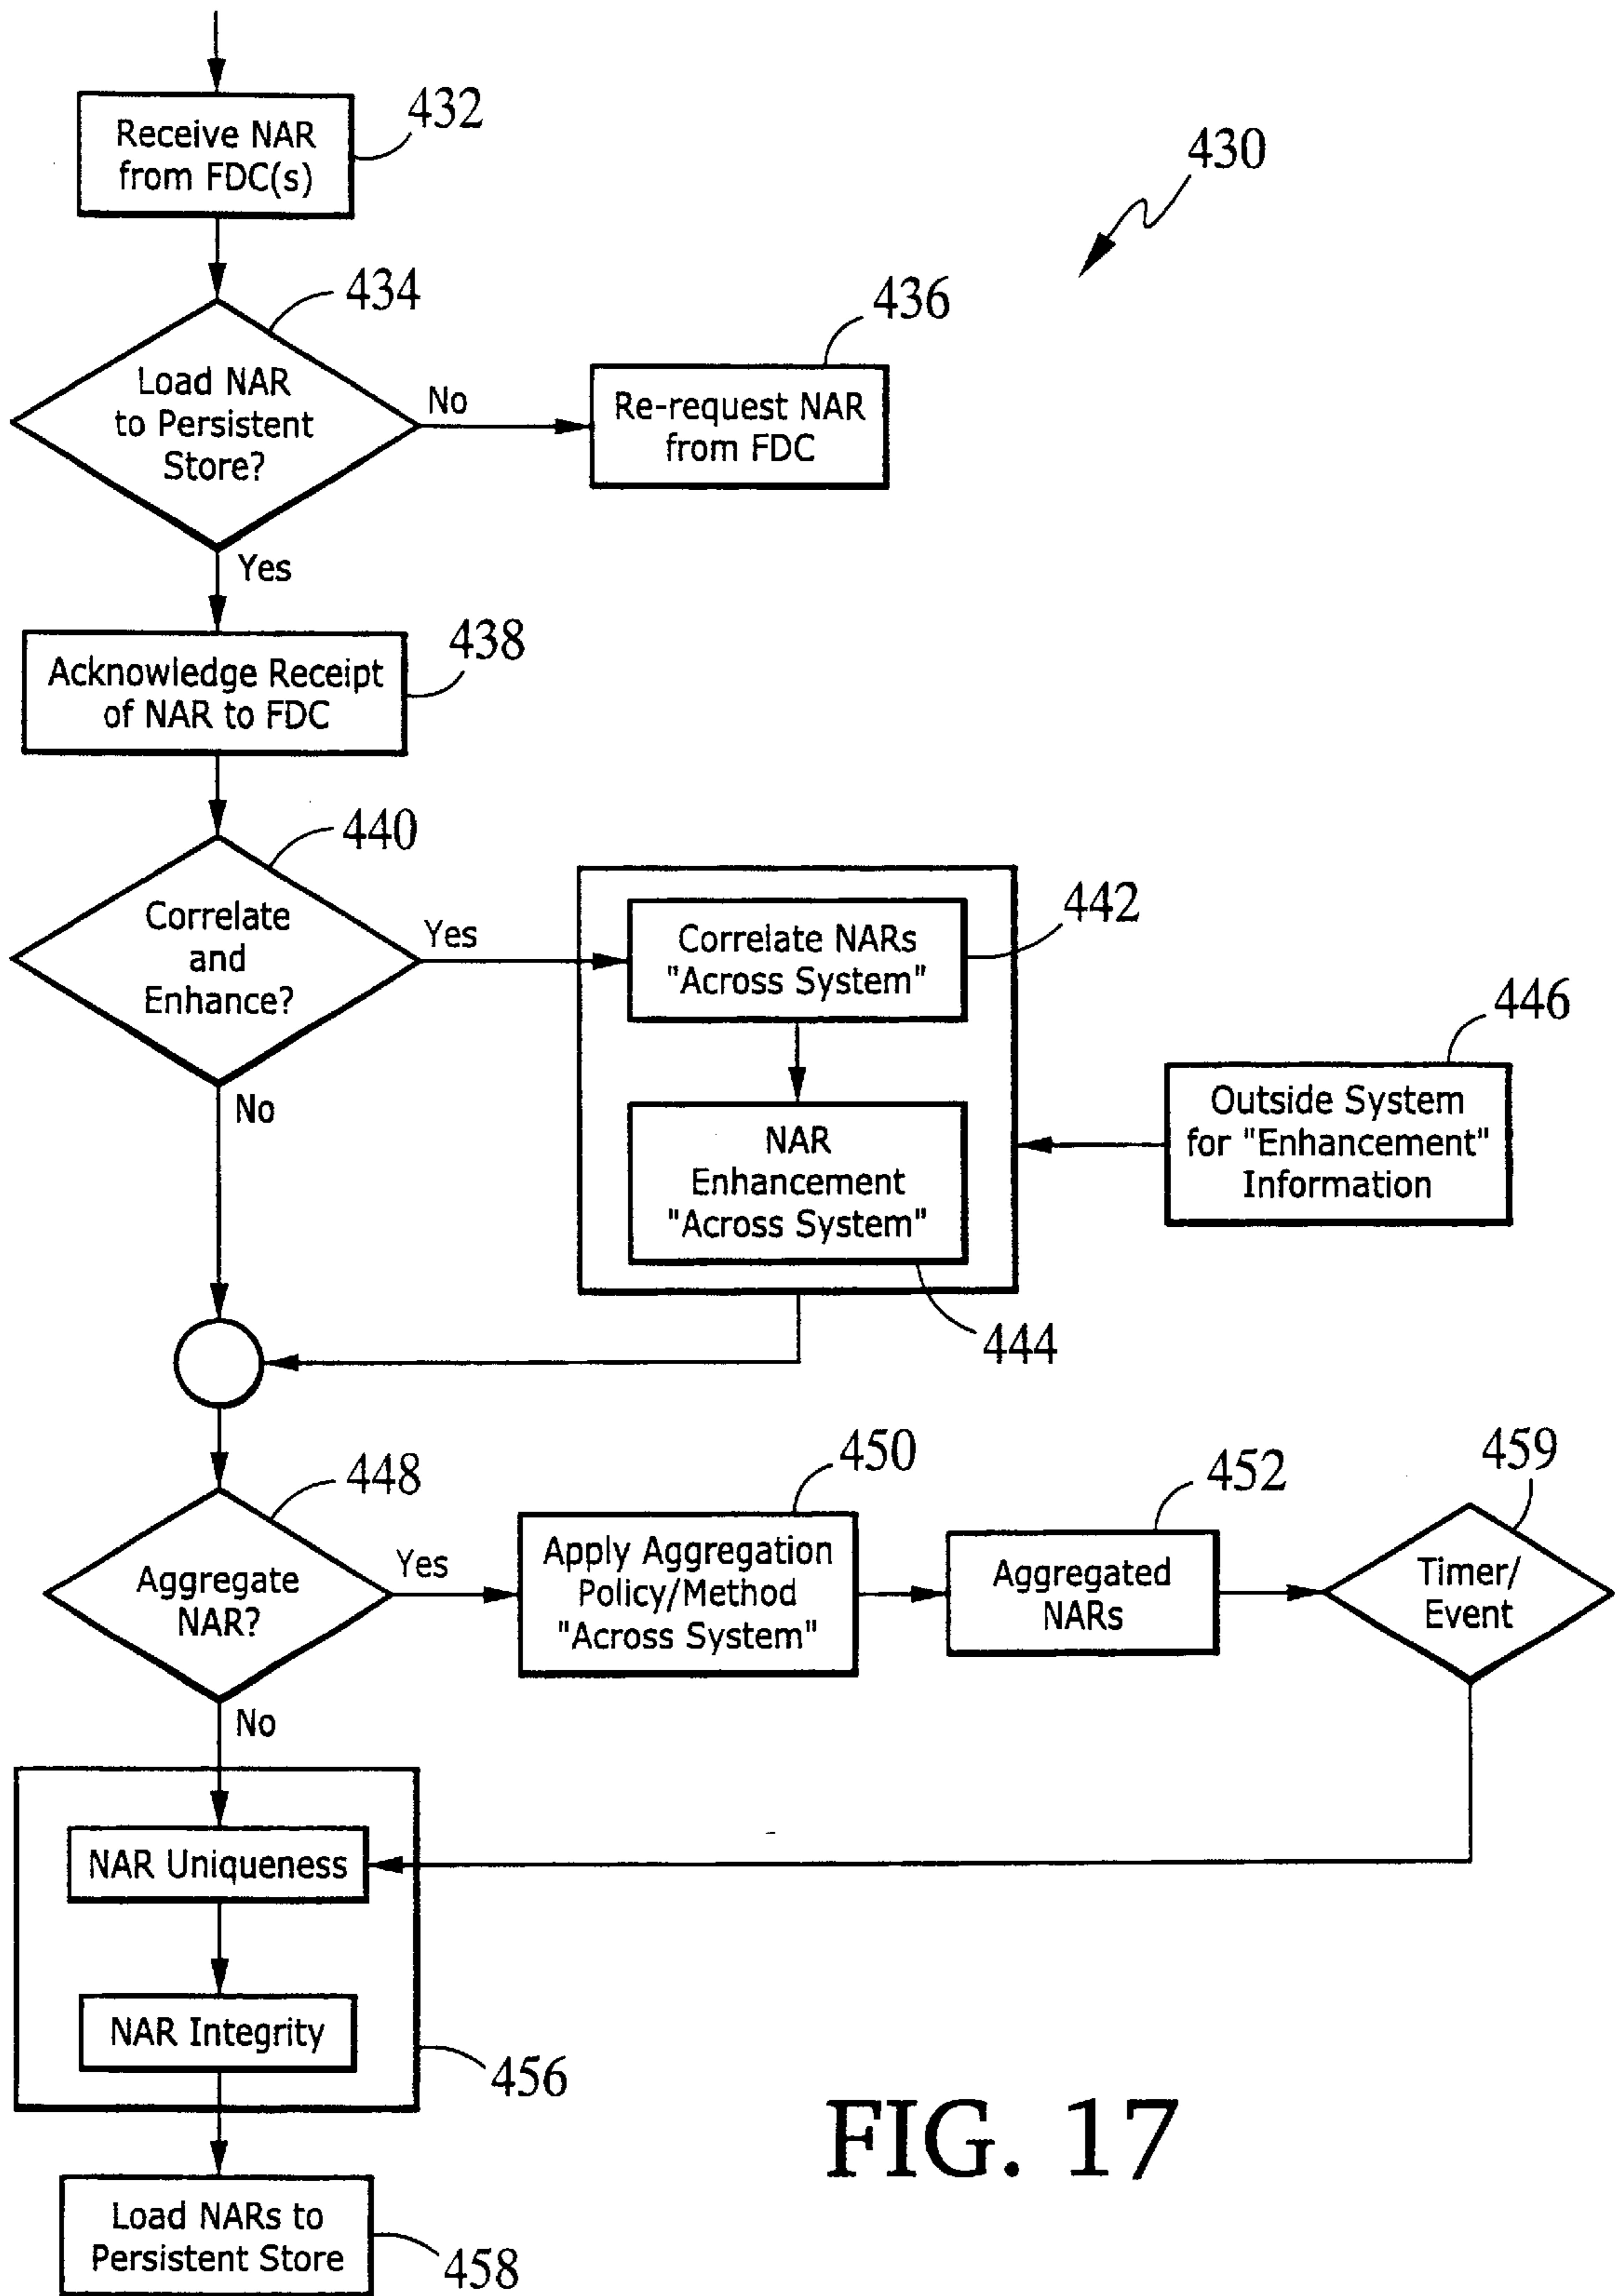 Receive NAR
from FDC(s)
432
430
434
Load NAR
to Persistent
Store?
No
436
Re-request NAR
from FDC
Yes
438
Acknowledge Receipt
of NAR to FDC
440
Correlate
and
Enhance?
Yes
442
Correlate NARs
"Across System"
446
Outside System
for "Enhancement"
Information
NAR
Enhancement
"Across System"
444
No
448
Aggregate
NAR?
Yes
450
Apply Aggregation
Policy/Method
"Across System"
452
Aggregated
NARs
459
Timer/
Event
No
NAR Uniqueness
NAR Integrity
456
Load NARs to
Persistent Store
458
FIG. 17